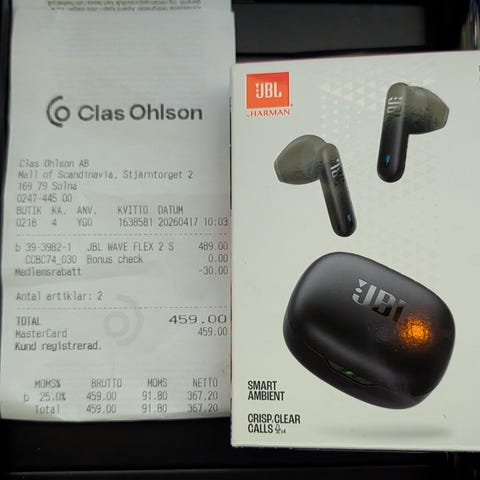 Clas Ohlson
Clas Ohlson AB
Mall of Scandinavia, Stjärntorget 2
169 79 Solna
0247-445 00
BUTIK KA. ANV. KVITTO DATUM
0218 4 YGO 1638581 20260417 10:03
b 39-3982-1 JBL WAVE FLEX 2 S 489.00
CCBC74_030 Bonus check 0.00
Medlemsrabatt -30.00
Antal artiklar: 2
TOTAL 459.00
MasterCard 459.00
Kund registrerad.
MOMS% BRUTTO MOMS NETTO
b 25.0% 459.00 91.80 367.20
Total 459.00 91.80 367.20
JBL
by HARMAN
JBL
JBL
JBL
SMART
AMBIENT
CRISP, CLEAR
CALLS x4